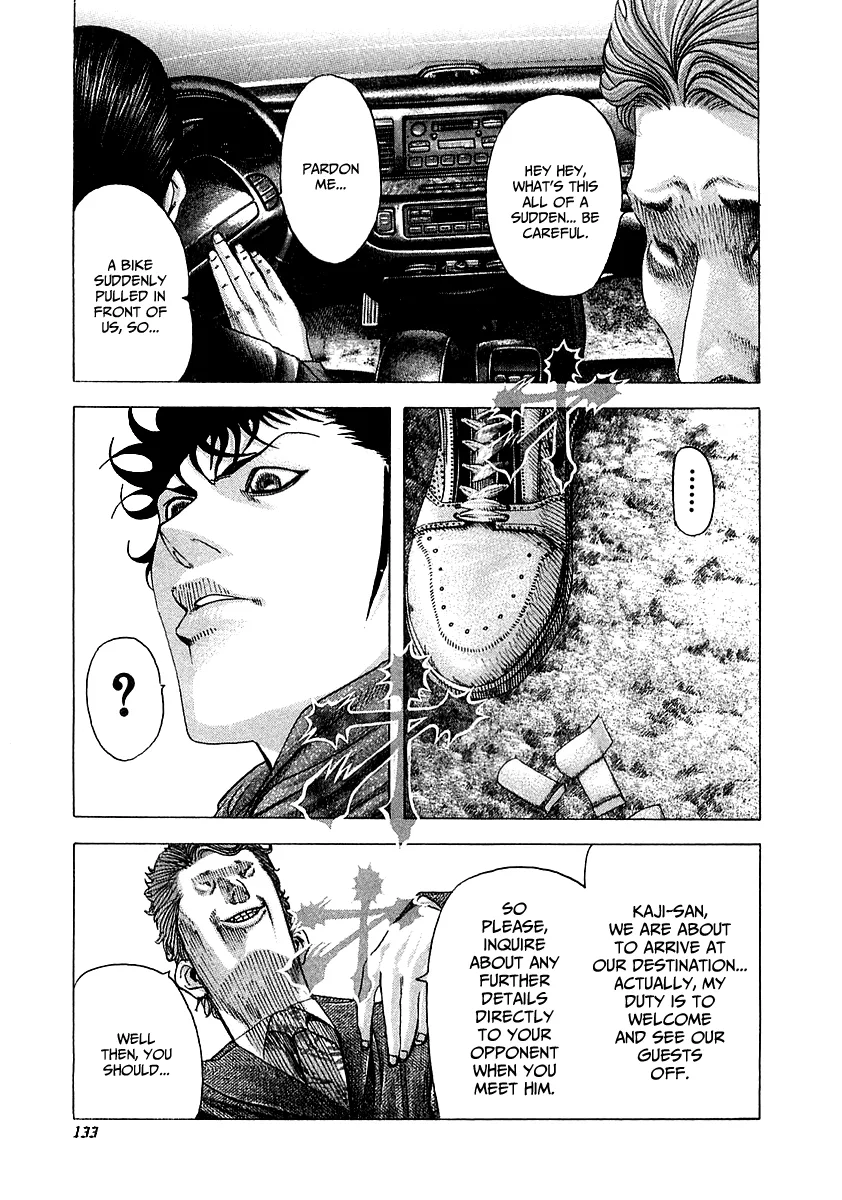 HEY HEY,
WHAT'S THIS
ALL OF A
SUDDEN... BE
CAREFUL.
PARDON
ME...
A BIKE
SUDDENLY
PULLED IN
FRONT OF
US, SO...
......
?
KAJI-SAN,
WE ARE ABOUT
TO ARRIVE AT
OUR DESTINATION...
ACTUALLY, MY
DUTY IS TO
WELCOME
AND SEE OUR
GUESTS
OFF.
SO
PLEASE,
INQUIRE
ABOUT ANY
FURTHER
DETAILS
DIRECTLY
TO YOUR
OPPONENT
WHEN YOU
MEET HIM.
WELL
THEN, YOU
SHOULD...
133